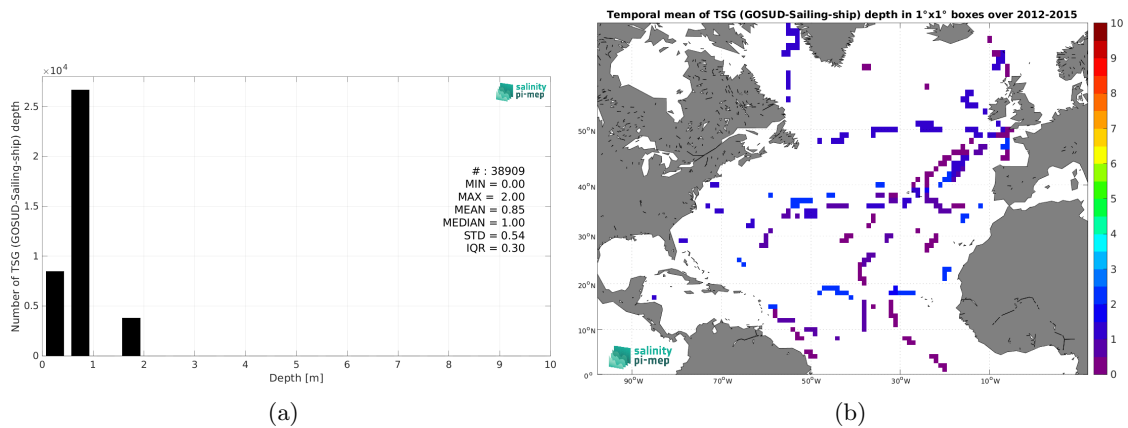 ×10⁴
2.5
2
1.5
1
0.5
0
Number of TSG (GOSUD-Sailing-ship) depth
salinity
pi-mep
# : 38909
MIN = 0.00
MAX = 2.00
MEAN = 0.85
MEDIAN = 1.00
STD = 0.54
IQR = 0.30
0 1 2 3 4 5 6 7 8 9 10
Depth [m]
(a)
Temporal mean of TSG (GOSUD-Sailing-ship) depth in 1°x1° boxes over 2012-2015
50°N
40°N
30°N
20°N
10°N
0°
90°W 70°W 50°W 30°W 10°W
salinity
pi-mep
10
9
8
7
6
5
4
3
2
1
0
(b)